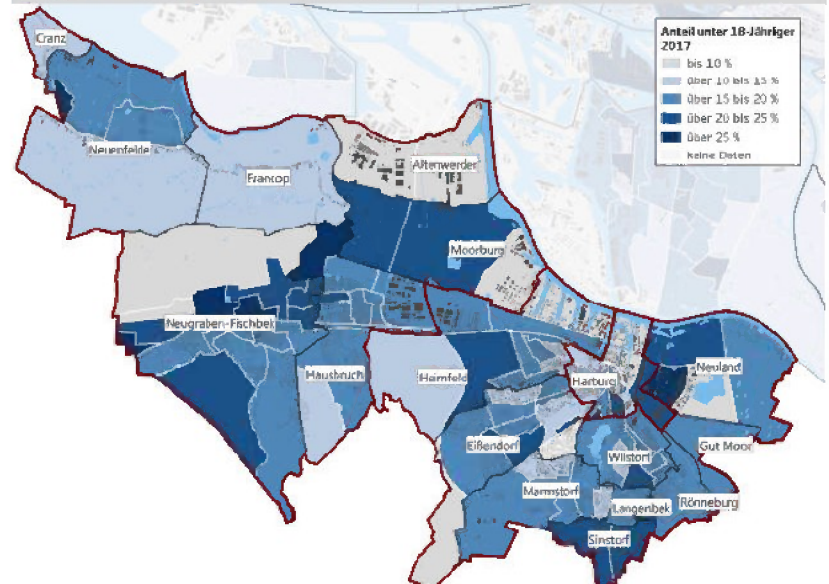 Anteil unter 18-Jähriger
2017
bis 10 %
über 10 bis 15 %
über 15 bis 20 %
über 20 bis 25 %
über 25 %
keine Daten
Cranz
Neuenfelde
Francop
Altenwerder
Moorburg
Neugraben-Fischbek
Hausbruch
Heimfeld
Harburg
Neuland
Eißendorf
Wilstorf
Gut Moor
Marmstorf
Langenbek
Rönneburg
Sinstorf